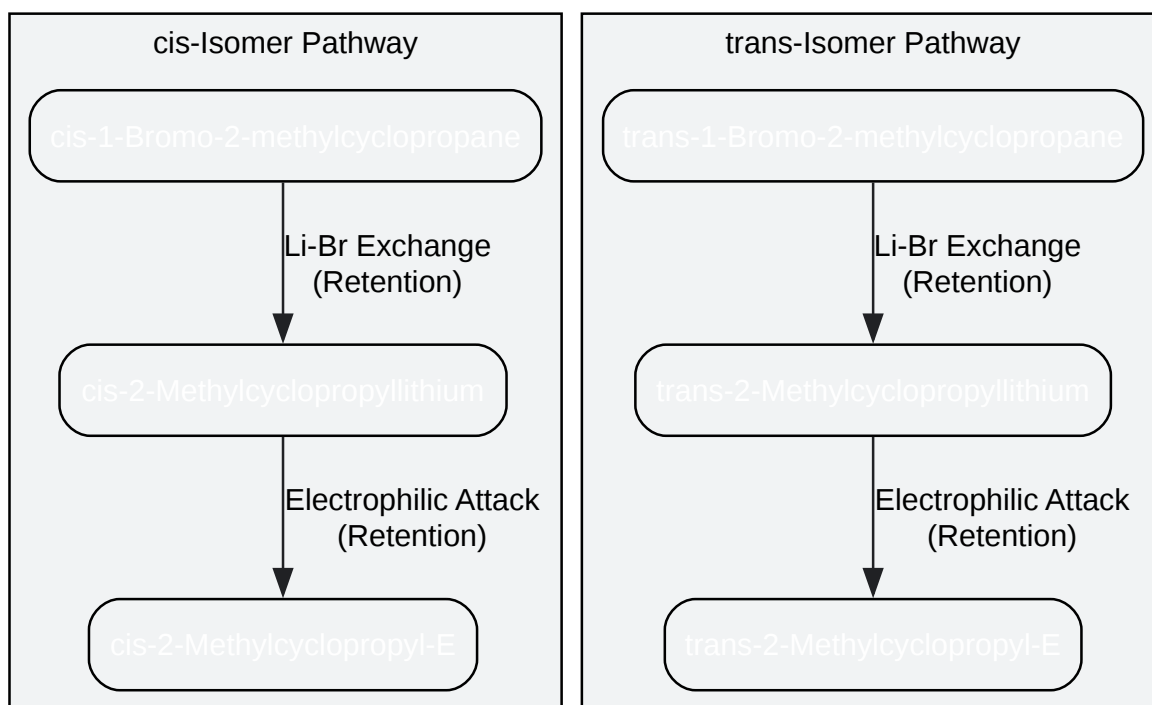 cis-Isomer Pathway
cis-1-Bromo-2-methylcyclopropane
Li-Br Exchange
(Retention)
cis-2-Methylcyclopropyllithium
Electrophilic Attack
(Retention)
cis-2-Methylcyclopropyl-E
trans-Isomer Pathway
trans-1-Bromo-2-methylcyclopropane
Li-Br Exchange
(Retention)
trans-2-Methylcyclopropyllithium
Electrophilic Attack
(Retention)
trans-2-Methylcyclopropyl-E